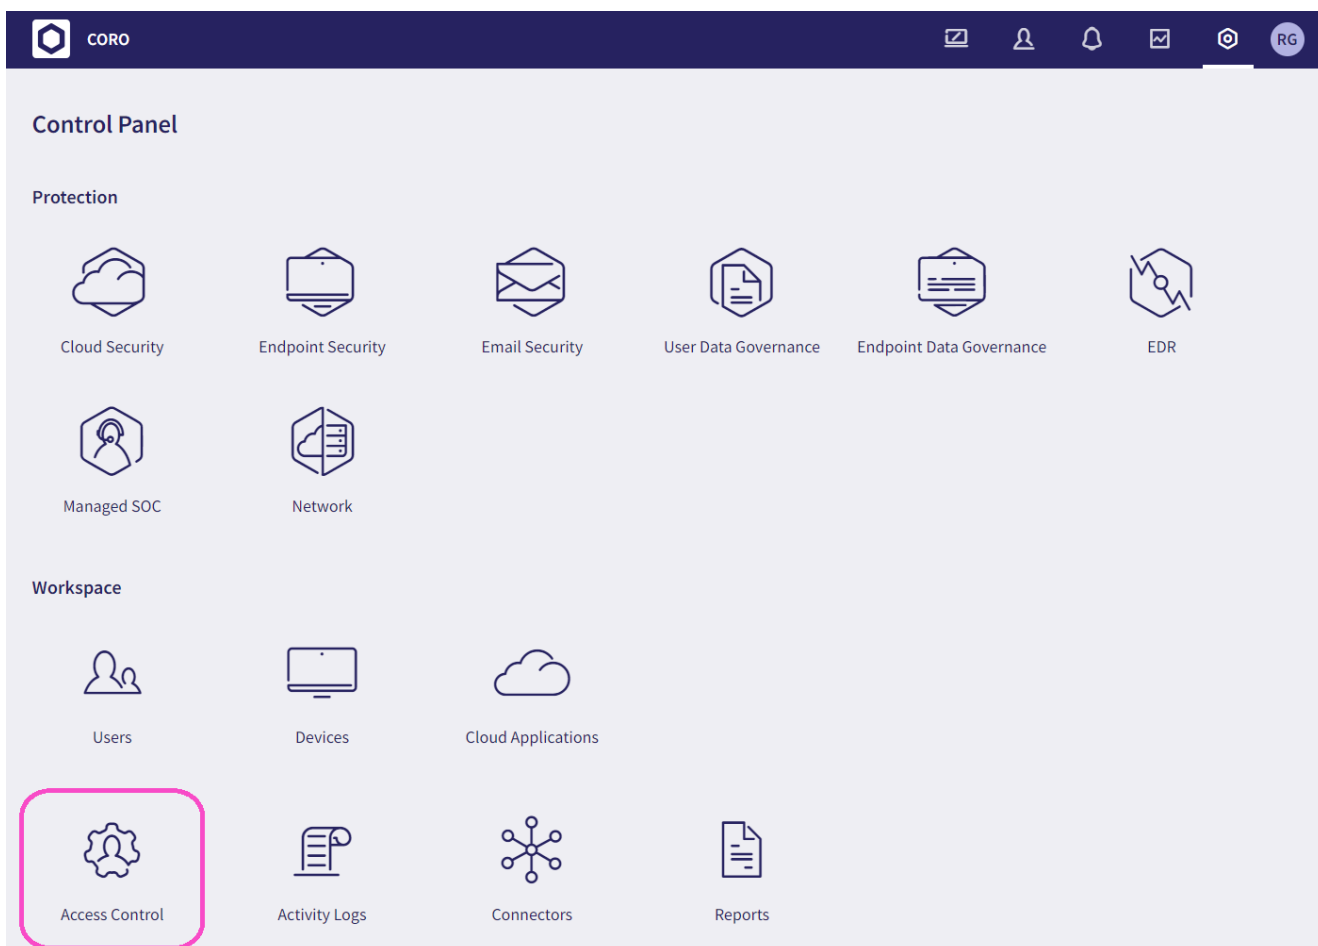 CORO
RG
Control Panel
Protection
Cloud Security
Endpoint Security
Email Security
User Data Governance
Endpoint Data Governance
EDR
Managed SOC
Network
Workspace
Users
Devices
Cloud Applications
Access Control
Activity Logs
Connectors
Reports